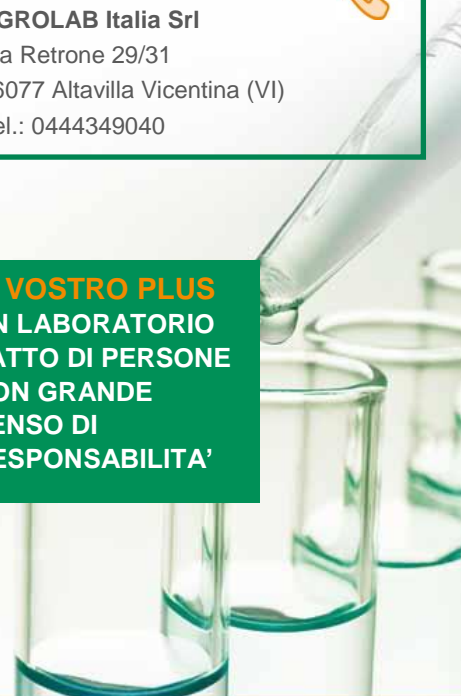 GROLAB Italia Srl
a Retrone 29/31
6077 Altavilla Vicentina (VI)
el.: 0444349040
VOSTRO PLUS
N LABORATORIO
ATTO DI PERSONE
ON GRANDE
ENSO DI
ESPONSABILITA’